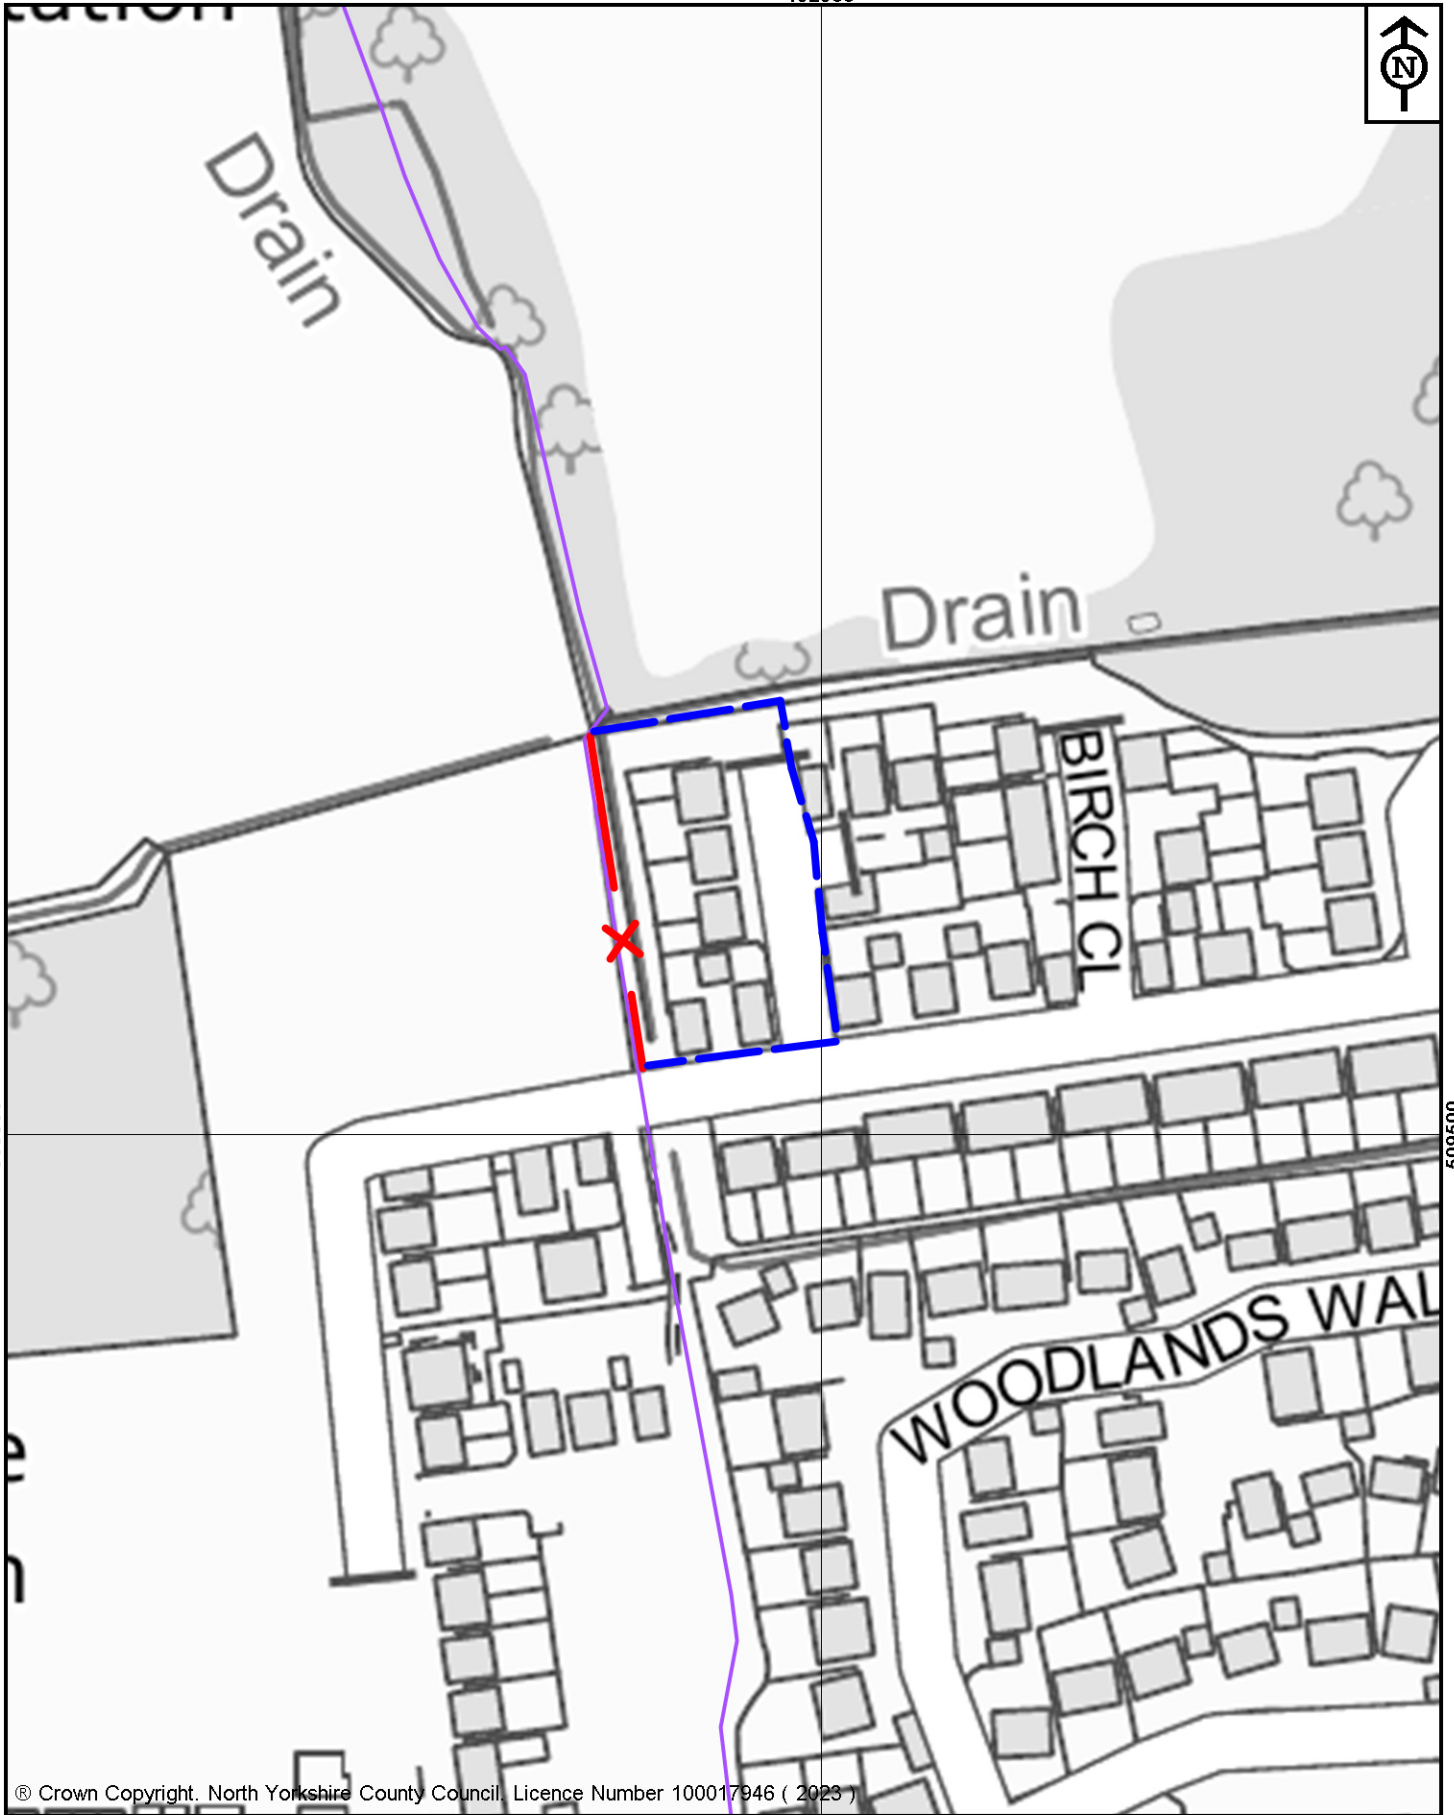 N
Drain
Drain
BIRCH CL
WOODLANDS WAL
® Crown Copyright. North Yorkshire County Council. Licence Number 100017946 ( 2023 )